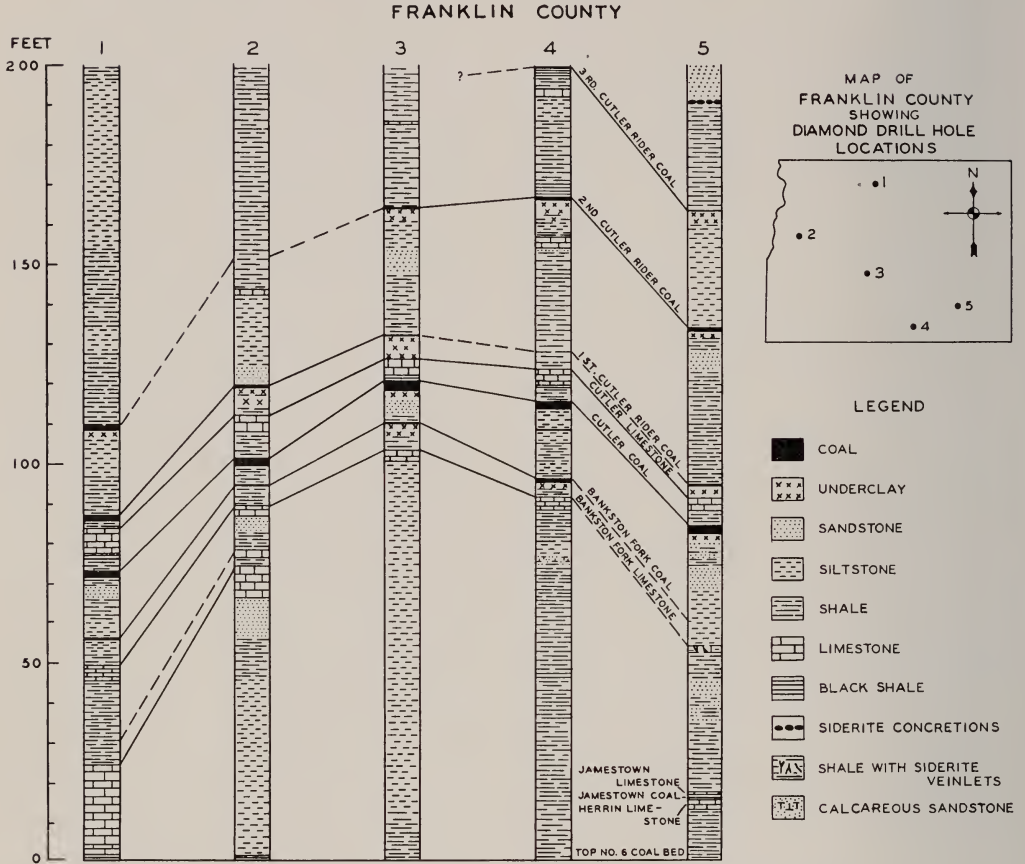 FRANKLIN COUNTY
FEET
1
2
3
4
5
200
150
100
50
0
?
3 RD. CUTLER RIDER COAL
2 ND CUTLER RIDER COAL
1 ST. CUTLER RIDER COAL
CUTLER LIMESTONE
CUTLER COAL
BANKSTON FORK COAL
BANKSTON FORK LIMESTONE
JAMESTOWN
LIMESTONE
JAMESTOWN COAL
HERRIN LIME-
STONE
TOP NO. 6 COAL BED
MAP OF
FRANKLIN COUNTY
SHOWING
DIAMOND DRILL HOLE
LOCATIONS
N
1
2
3
5
4
LEGEND
COAL
UNDERCLAY
SANDSTONE
SILTSTONE
SHALE
LIMESTONE
BLACK SHALE
SIDERITE CONCRETIONS
SHALE WITH SIDERITE
VEINLETS
CALCAREOUS SANDSTONE